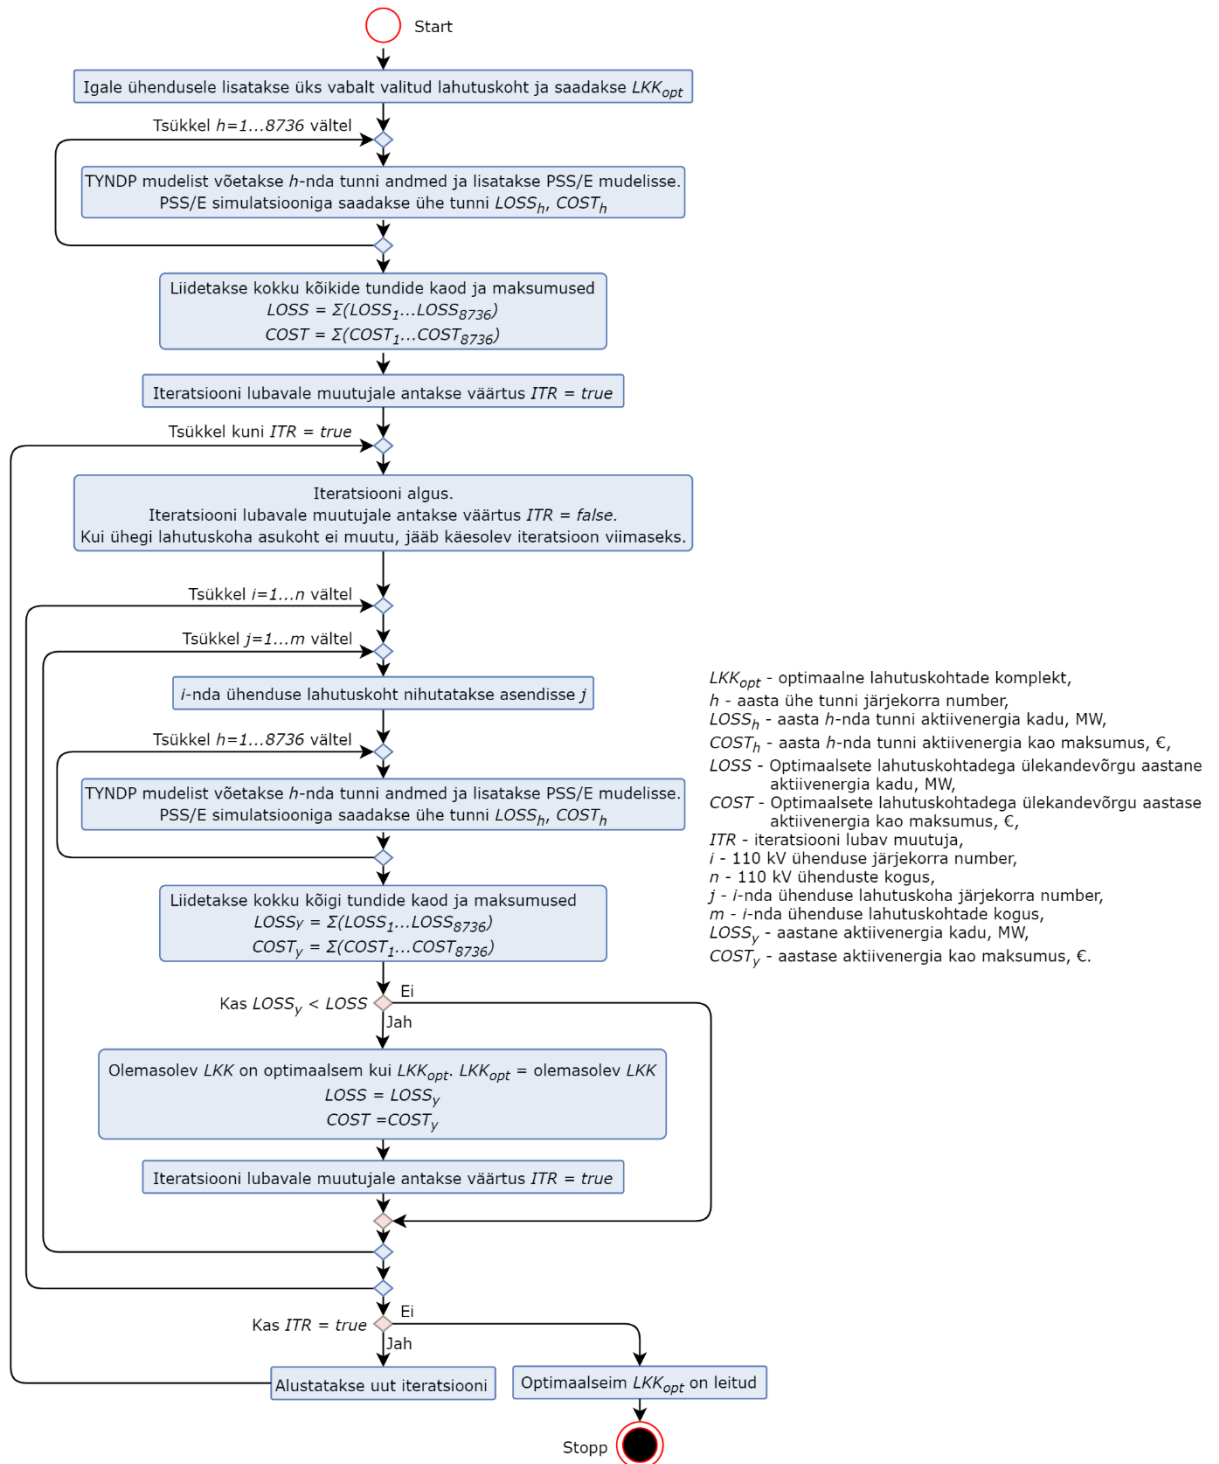 Start
Igale ühendusele lisatakse üks vabalt valitud lahutuskoht ja saadakse LKKopt
Tsükkel h=1...8736 vältel
TYNDP mudelist võetakse h-nda tunni andmed ja lisatakse PSS/E mudelisse.
PSS/E simulatsiooniga saadakse ühe tunni LOSSh, COSTh
Liidetakse kokku kõikide tundide kaod ja maksumused
LOSS = Σ(LOSS1...LOSS8736)
COST = Σ(COST1...COST8736)
Iteratsiooni lubavale muutujale antakse väärtus ITR = true
Tsükkel kuni ITR = true
Iteratsiooni algus.
Iteratsiooni lubavale muutujale antakse väärtus ITR = false.
Kui ühegi lahutuskoha asukoht ei muutu, jääb käesolev iteratsioon viimaseks.
Tsükkel i=1...n vältel
Tsükkel j=1...m vältel
i-nda ühenduse lahutuskoht nihutatakse asendisse j
Tsükkel h=1...8736 vältel
TYNDP mudelist võetakse h-nda tunni andmed ja lisatakse PSS/E mudelisse.
PSS/E simulatsiooniga saadakse ühe tunni LOSSh, COSTh
Liidetakse kokku kõigi tundide kaod ja maksumused
LOSSy = Σ(LOSS1...LOSS8736)
COSTy = Σ(COST1...COST8736)
Kas LOSSy < LOSS
Ei
Jah
Olemasolev LKK on optimaalsem kui LKKopt. LKKopt = olemasolev LKK
LOSS = LOSSy
COST =COSTy
Iteratsiooni lubavale muutujale antakse väärtus ITR = true
Kas ITR = true
Ei
Jah
Alustatakse uut iteratsiooni
Optimaalseim LKKopt on leitud
Stopp
LKKopt - optimaalne lahutuskohtade komplekt,
h - aasta ühe tunni järjekorra number,
LOSSh - aasta h-nda tunni aktiivenergia kadu, MW,
COSTh - aasta h-nda tunni aktiivenergia kao maksumus, €,
LOSS - Optimaalsete lahutuskohtadega ülekandevõrgu aastane
aktiivenergia kadu, MW,
COST - Optimaalsete lahutuskohtadega ülekandevõrgu aastase
aktiivenergia kao maksumus, €,
ITR - iteratsiooni lubav muutuja,
i - 110 kV ühenduse järjekorra number,
n - 110 kV ühenduste kogus,
j - i-nda ühenduse lahutuskoha järjekorra number,
m - i-nda ühenduse lahutuskohtade kogus,
LOSSy - aastane aktiivenergia kadu, MW,
COSTy - aastase aktiivenergia kao maksumus, €.